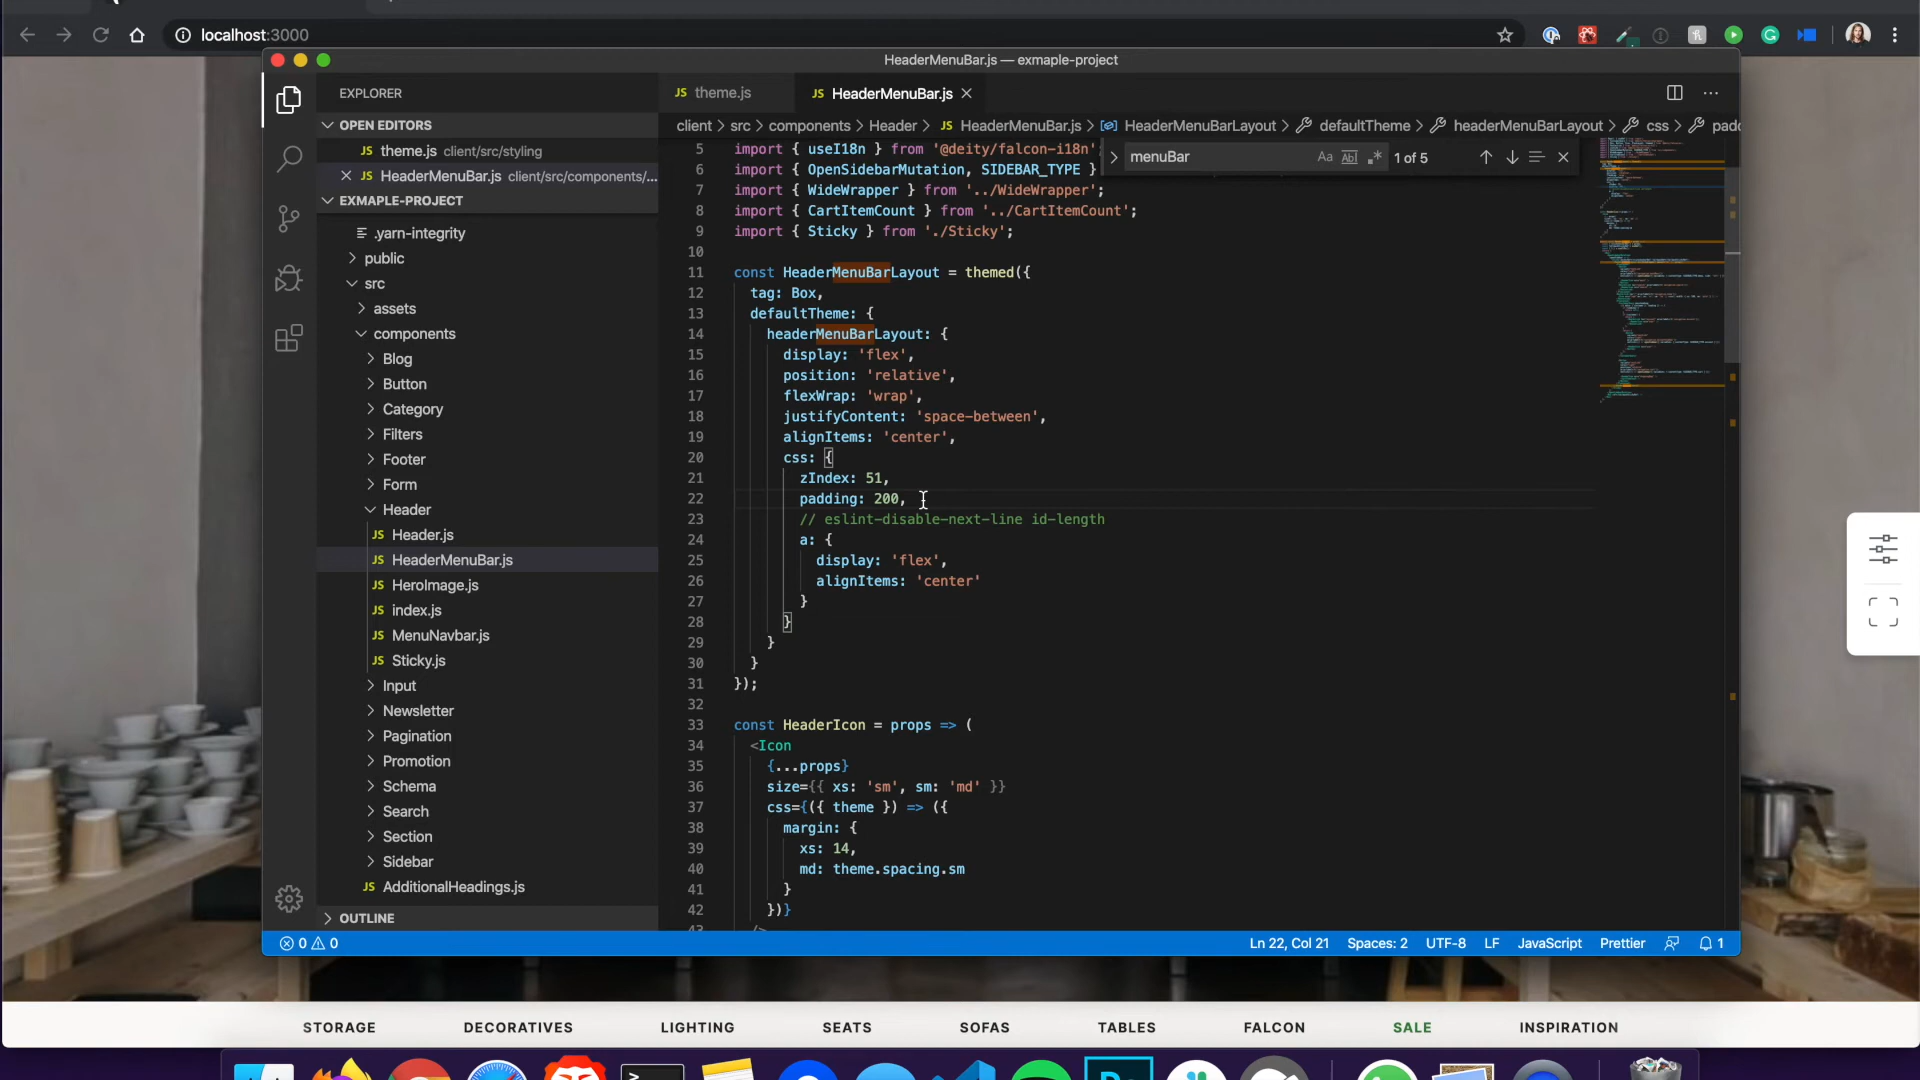 localhost:3000
HeaderMenuBar.js — exmaple-project
EXPLORER
OPEN EDITORS
theme.js client/src/styling
HeaderMenuBar.js client/src/components/...
EXMAPLE-PROJECT
.yarn-integrity
public
src
assets
components
Blog
Button
Category
Filters
Footer
Form
Header
JS Header.js
JS HeaderMenuBar.js
JS HeroImage.js
JS index.js
JS MenuNavbar.js
JS Sticky.js
Input
Newsletter
Pagination
Promotion
Schema
Search
Section
Sidebar
JS AdditionalHeadings.js
OUTLINE
JS theme.js JS HeaderMenuBar.js
client > src > components > Header > JS HeaderMenuBar.js > HeaderMenuBarLayout > defaultTheme > headerMenuBarLayout > css >
menuBar Aa Abl .* 1 of 5
5 import { useI18n } from '@deity/falcon-i18n'
6 import { OpenSidebarMutation, SIDEBAR_TYPE }
7 import { WideWrapper } from '../WideWrapper';
8 import { CartItemCount } from '../CartItemCount';
9 import { Sticky } from './Sticky';
10
11 const HeaderMenuBarLayout = themed({
12 tag: Box,
13 defaultTheme: {
14 headerMenuBarLayout: {
15 display: 'flex',
16 position: 'relative',
17 flexWrap: 'wrap',
18 justifyContent: 'space-between',
19 alignItems: 'center',
20 css: {
21 zIndex: 51,
22 padding: 200,
23 // eslint-disable-next-line id-length
24 a: {
25 display: 'flex',
26 alignItems: 'center'
27 }
28 }
29 }
30 }
31 });
32
33 const HeaderIcon = props => (
34 <Icon
35 {...props}
36 size={{ xs: 'sm', sm: 'md' }}
37 css={({ theme }) => ({
38 margin: {
39 xs: 14,
40 md: theme.spacing.sm
41 }
42 })}
0 0 Ln 22, Col 21 Spaces: 2 UTF-8 LF JavaScript Prettier 1
STORAGE DECORATIVES LIGHTING SEATS SOFAS TABLES FALCON SALE INSPIRATION